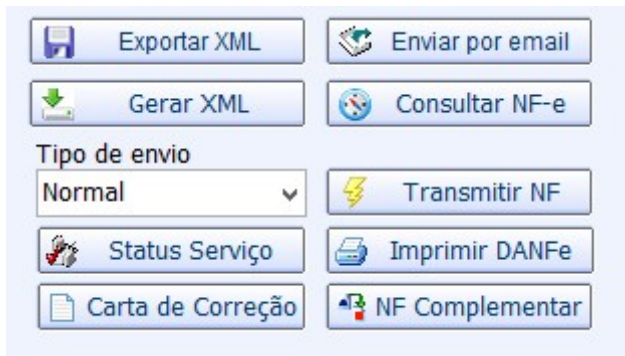 Exportar XML
Enviar por email
Gerar XML
Consultar NF-e
Tipo de envio
Normal
Transmitir NF
Status Serviço
Imprimir DANFe
Carta de Correção
NF Complementar